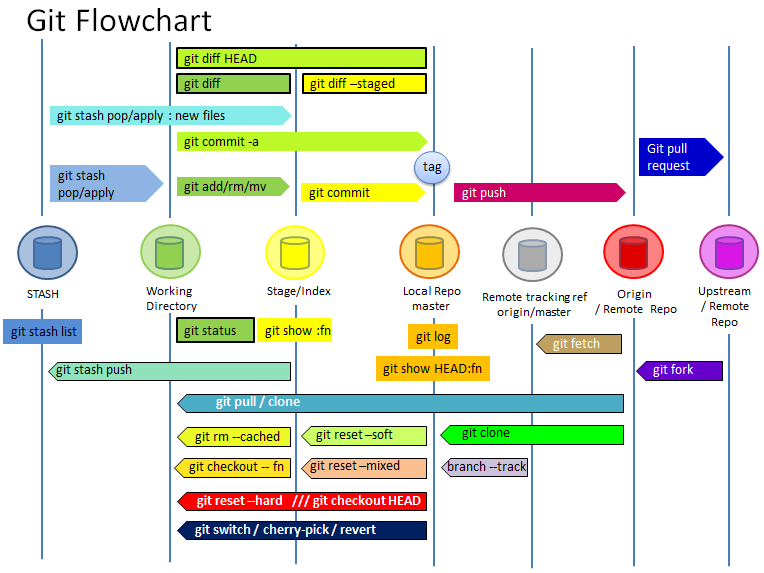 Git Flowchart
git diff HEAD
git diff
git diff –staged
git stash pop/apply : new files
git commit -a
Git pull
request
tag
git stash
pop/apply
git add/rm/mv
git commit
git push
STASH
Working
Directory
Stage/Index
Local Repo
master
Remote tracking ref
origin/master
Origin
/ Remote Repo
Upstream
/ Remote
Repo
git stash list
git status
git show :fn
git log
git fetch
git stash push
git show HEAD:fn
git fork
git pull / clone
git rm --cached
git reset –soft
git clone
git checkout -- fn
git reset –mixed
branch --track
git reset --hard /// git checkout HEAD
git switch / cherry-pick / revert